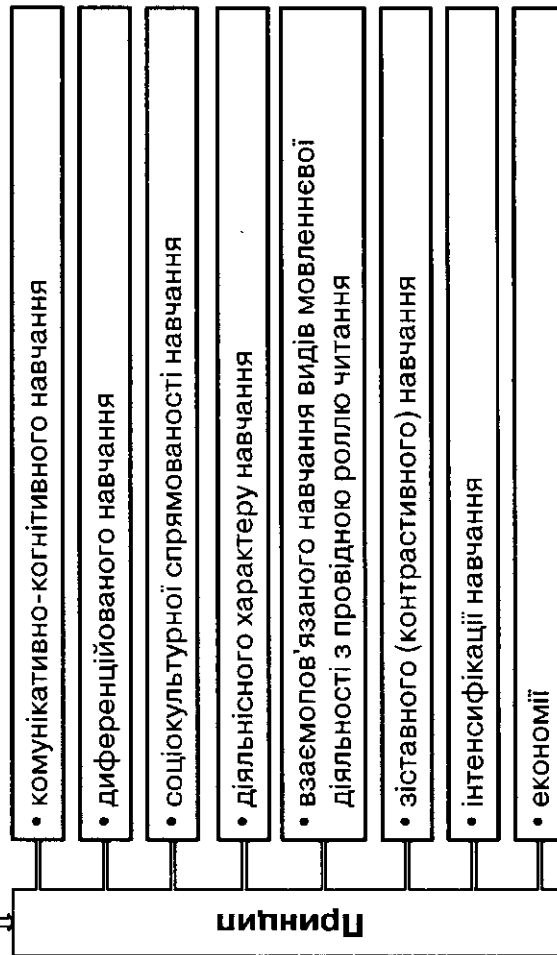 Принцип
• комунікативно-когнітивного навчання
• диференційованого навчання
• соціокультурної спрямованості навчання
• діяльнісного характеру навчання
• взаємопов'язаного навчання видів мовленнєвої
діяльності з провідною роллю читання
• зіставного (контрастивного) навчання
• інтенсифікації навчання
• економії